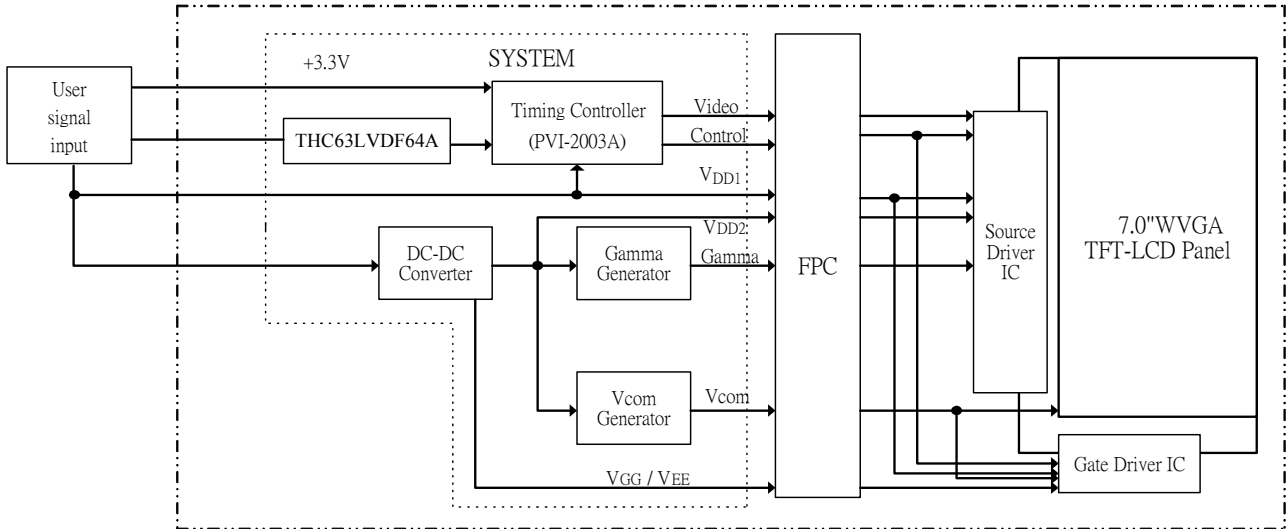 SYSTEM
+3.3V
User
signal
input
Timing Controller
(PVI-2003A)
THC63LVDF64A
Video
Control
VDD1
VDD2
DC-DC
Converter
Gamma
Generator
Gamma
FPC
Source
Driver
IC
7.0"WVGA
TFT-LCD Panel
Vcom
Generator
Vcom
Gate Driver IC
VGG / VEE